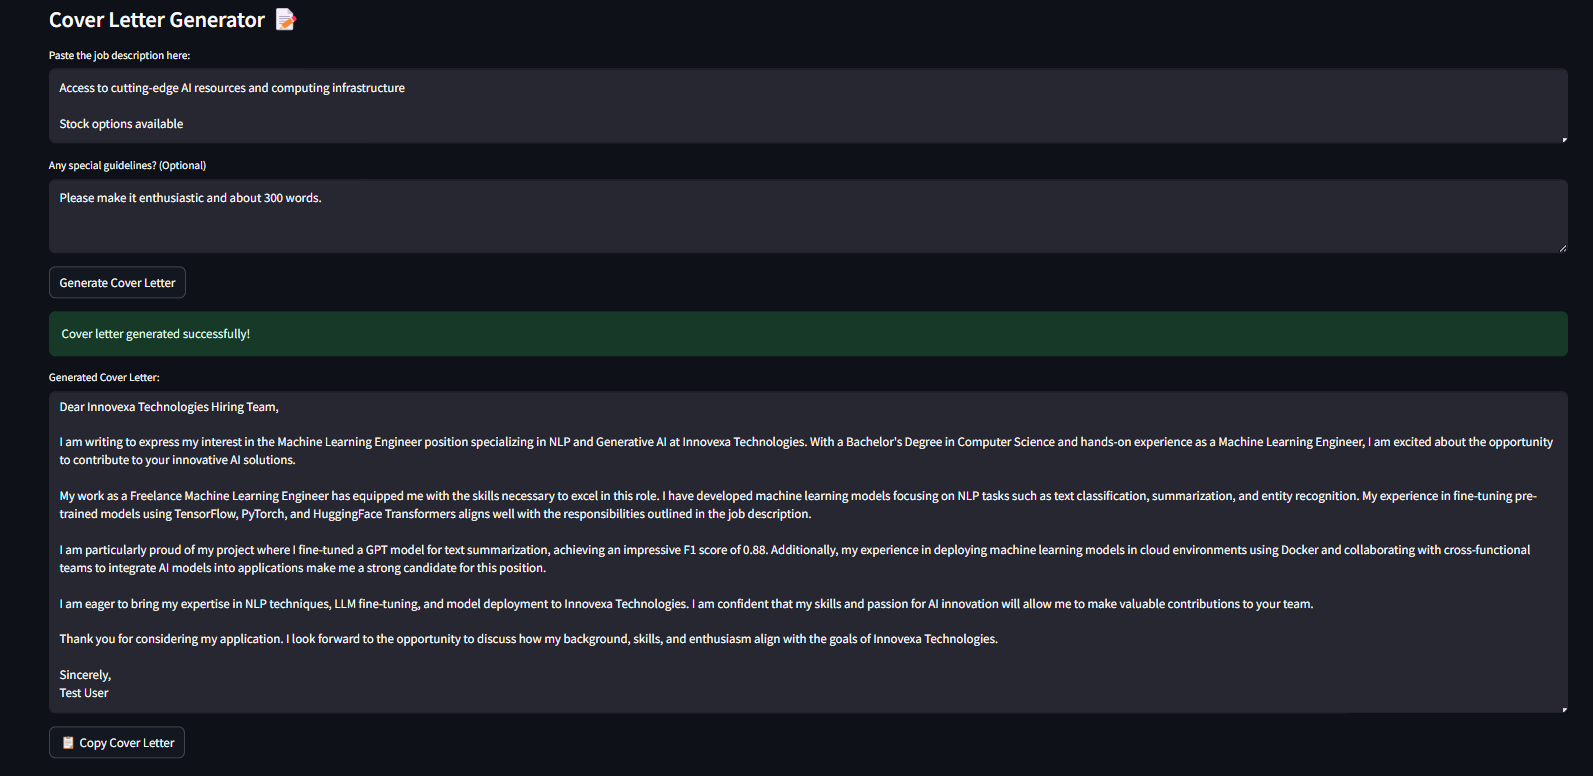 Cover Letter Generator
Paste the job description here:
Access to cutting-edge AI resources and computing infrastructure
Stock options available
Any special guidelines? (Optional)
Please make it enthusiastic and about 300 words.
Generate Cover Letter
Cover letter generated successfully!
Generated Cover Letter:
Dear Innovexa Technologies Hiring Team,
I am writing to express my interest in the Machine Learning Engineer position specializing in NLP and Generative AI at Innovexa Technologies. With a Bachelor's Degree in Computer Science and hands-on experience as a Machine Learning Engineer, I am excited about the opportunity
to contribute to your innovative AI solutions.
My work as a Freelance Machine Learning Engineer has equipped me with the skills necessary to excel in this role. I have developed machine learning models focusing on NLP tasks such as text classification, summarization, and entity recognition. My experience in fine-tuning pre-
trained models using TensorFlow, PyTorch, and HuggingFace Transformers aligns well with the responsibilities outlined in the job description.
I am particularly proud of my project where I fine-tuned a GPT model for text summarization, achieving an impressive F1 score of 0.88. Additionally, my experience in deploying machine learning models in cloud environments using Docker and collaborating with cross-functional
teams to integrate AI models into applications make me a strong candidate for this position.
I am eager to bring my expertise in NLP techniques, LLM fine-tuning, and model deployment to Innovexa Technologies. I am confident that my skills and passion for AI innovation will allow me to make valuable contributions to your team.
Thank you for considering my application. I look forward to the opportunity to discuss how my background, skills, and enthusiasm align with the goals of Innovexa Technologies.
Sincerely,
Test User
Copy Cover Letter